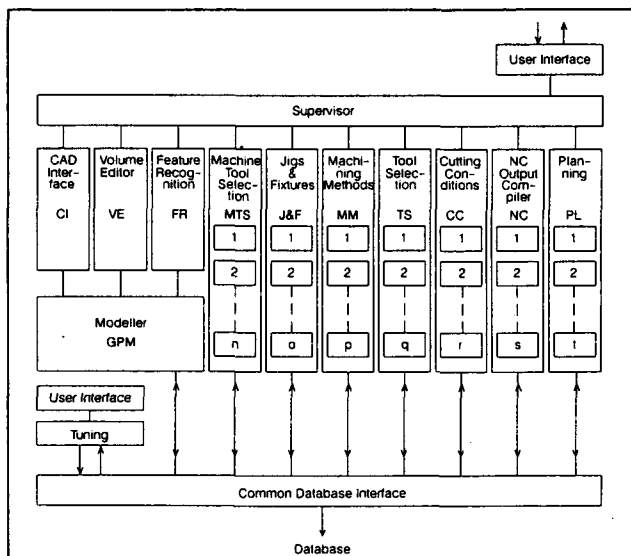 User Interface
Supervisor
CAD
Inter-
face
CI
Volume
Editor
VE
Feature
Recog-
nition
FR
Machine
Tool
Selec-
tion
MTS
1
2
n
Jigs
&
Fixtures
J&F
1
2
o
Machi-
ning
Methods
MM
1
2
p
Tool
Selec-
tion
TS
1
2
q
Cutting
Con-
ditions
CC
1
2
r
NC
Output
Com-
piler
NC
1
2
s
Plan-
ning
PL
1
2
t
Modeller
GPM
User Interface
Tuning
Common Database Interface
Database